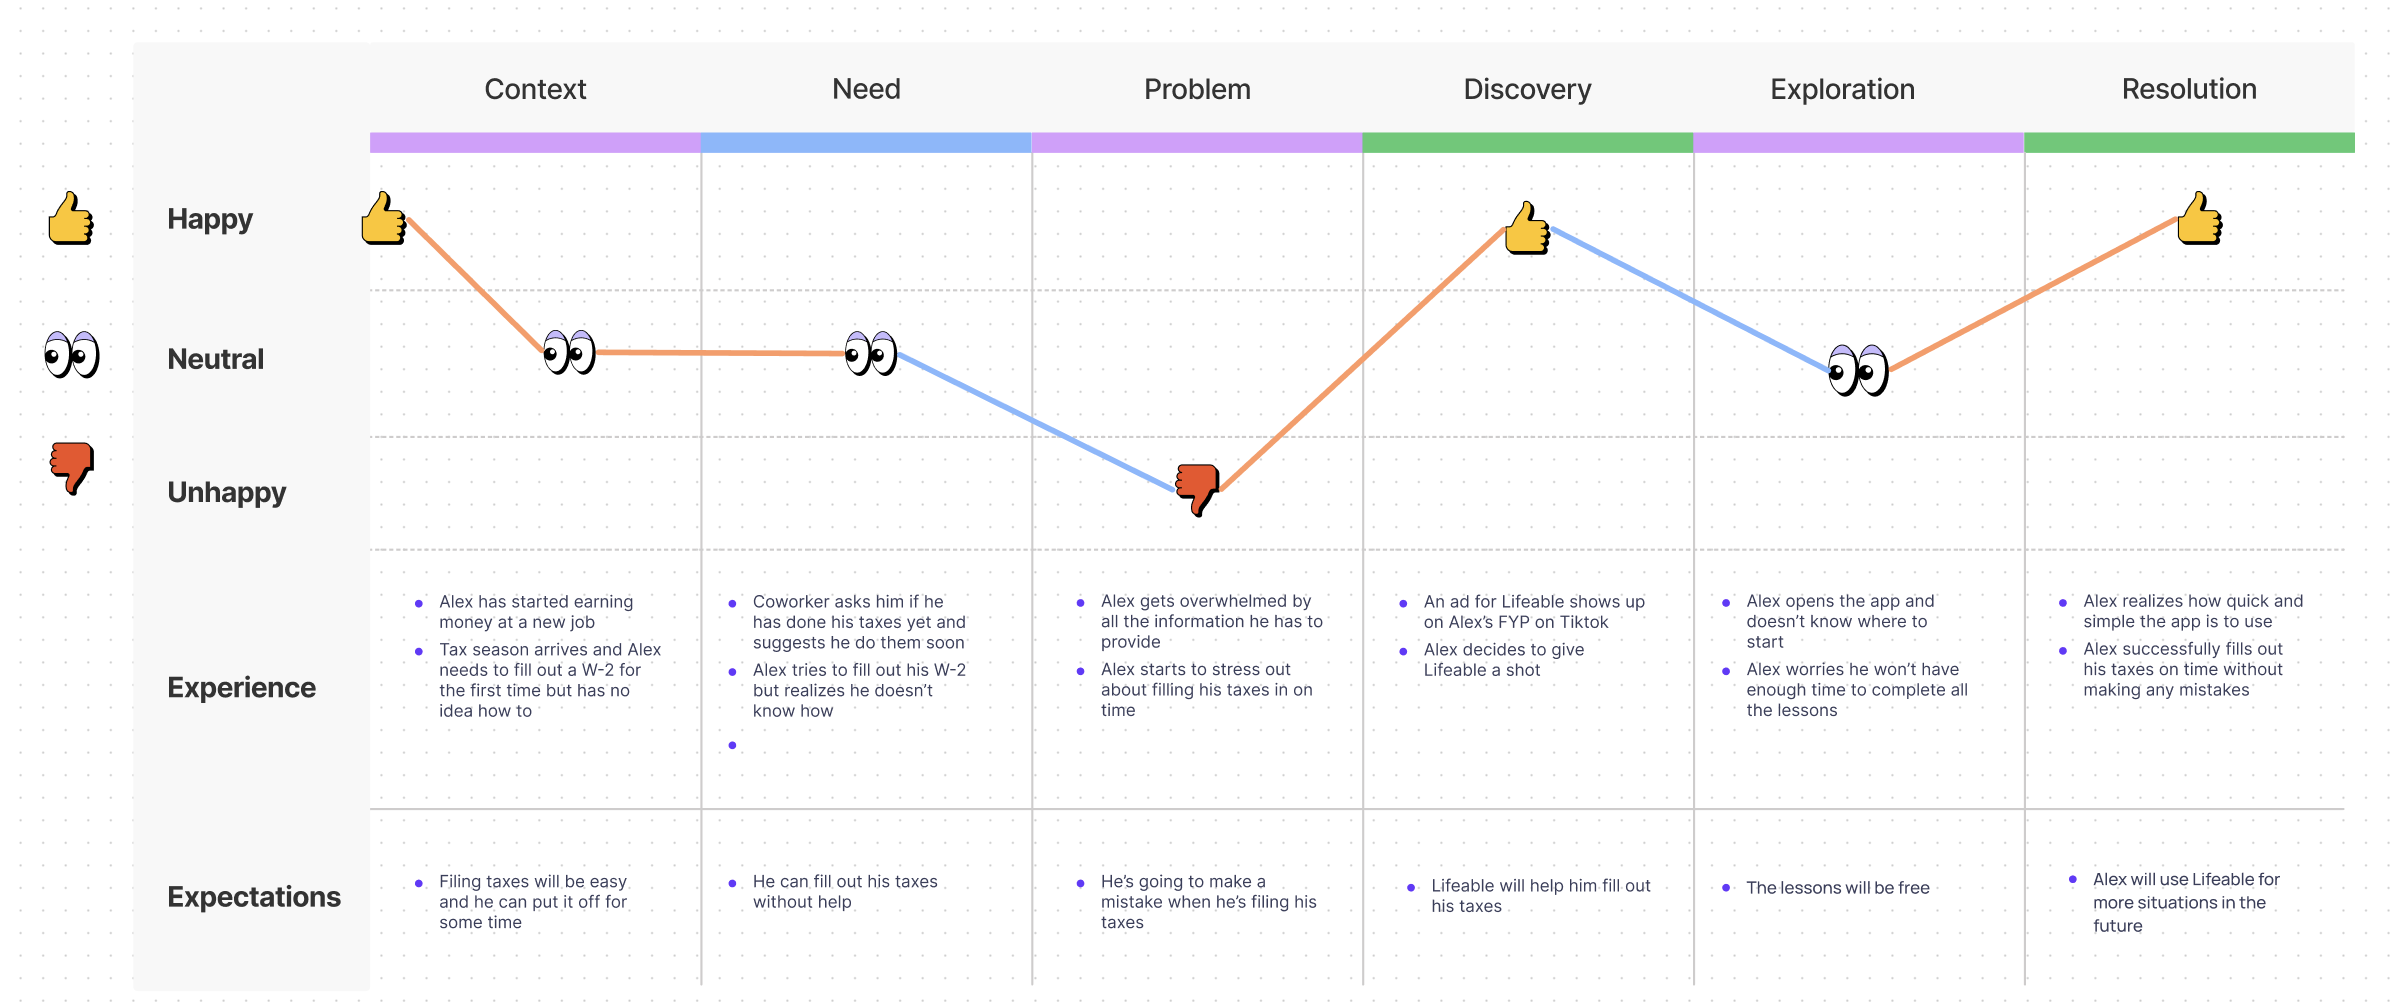 Context
Need
Problem
Discovery
Exploration
Resolution
Happy
Neutral
Unhappy
Experience
Alex has started earning
money at a new job
Tax season arrives and Alex
needs to fill out a W-2 for
the first time but has no
idea how to
Coworker asks him if he
has done his taxes yet and
suggests he do them soon
Alex tries to fill out his W-2
but realizes he doesn't
know how
Alex gets overwhelmed by
all the information he has to
provide
Alex starts to stress out
about filling his taxes in on
time
An ad for Lifeable shows up
on Alex's FYP on Tiktok
Alex decides to give
Lifeable a shot
Alex opens the app and
doesn't know where to
start
Alex worries he won't have
enough time to complete all
the lessons
Alex realizes how quick and
simple the app is to use
Alex successfully fills out
his taxes on time without
making any mistakes
Expectations
Filing taxes will be easy
and he can put it off for
some time
He can fill out his taxes
without help
He's going to make a
mistake when he's filing his
taxes
Lifeable will help him fill out
his taxes
The lessons will be free
Alex will use Lifeable for
more situations in the
future